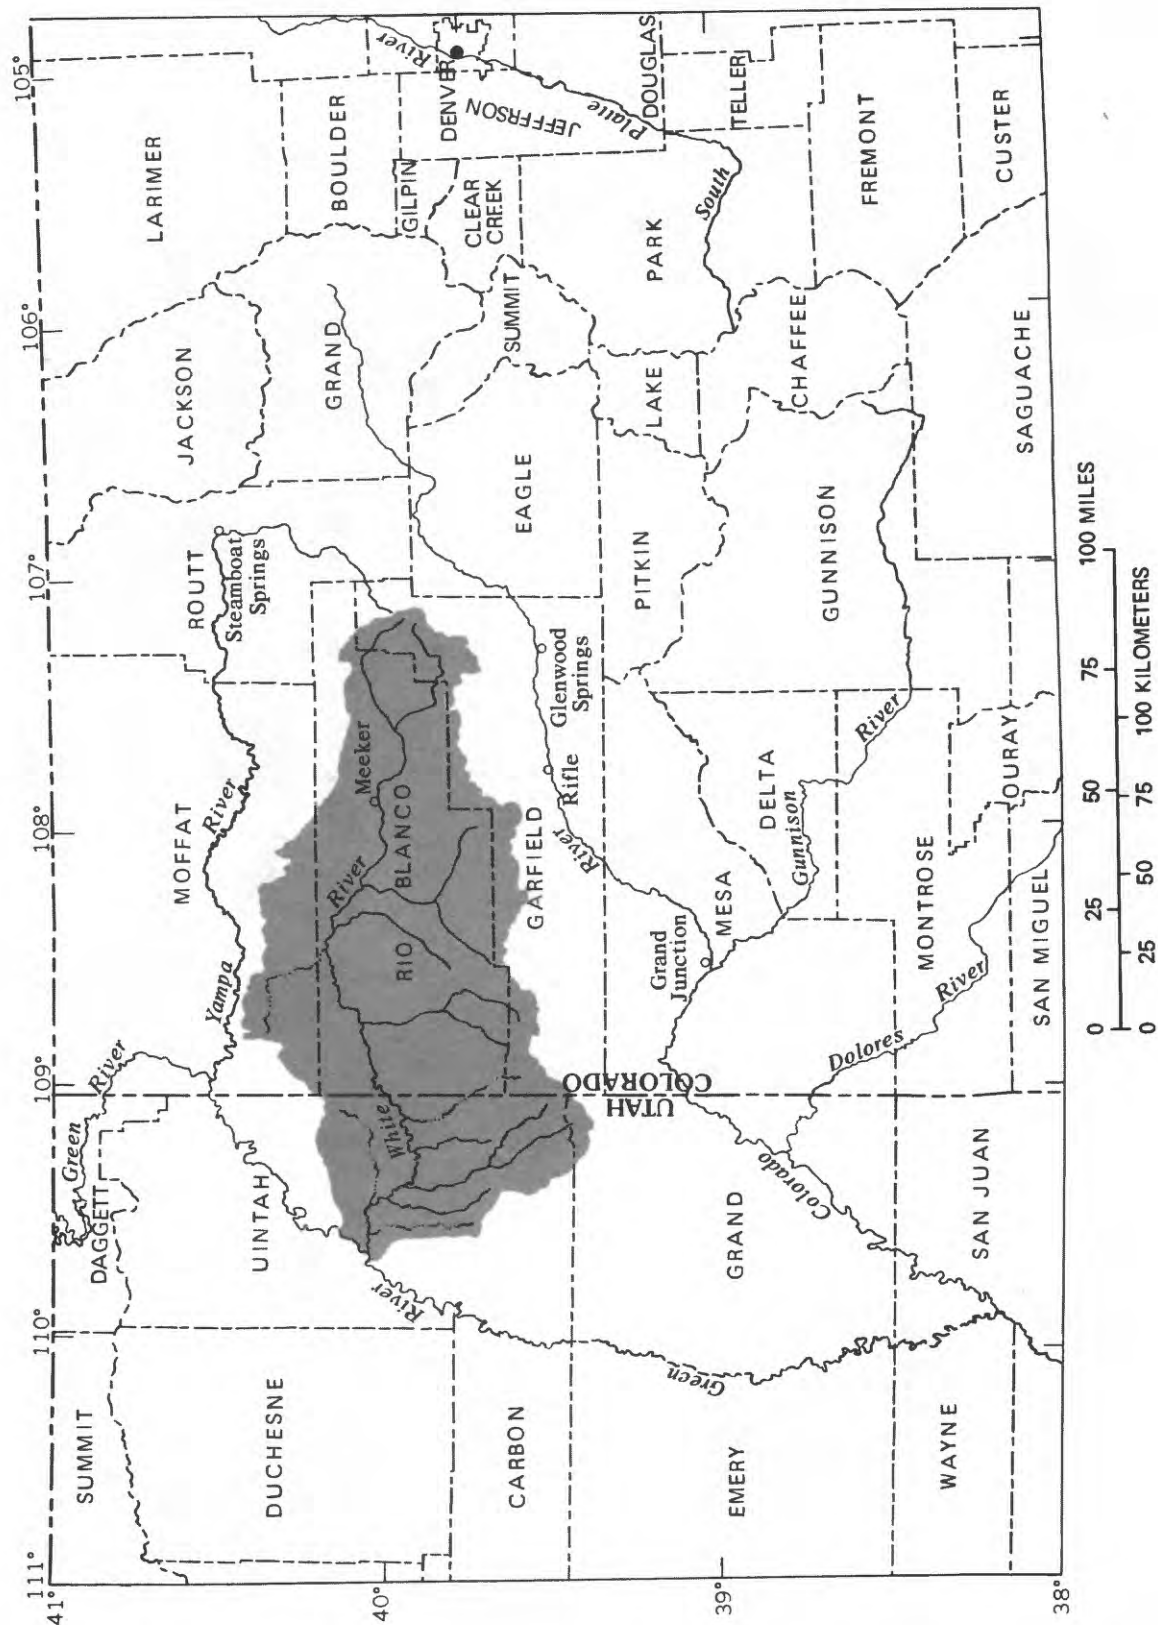 111°
110°
109°
108°
107°
106°
105°
41°
40°
39°
38°
SUMMIT
DAGGETT
Green
River
DUCHESNE
UINTAH
River
Yampa
River
MOFFAT
ROUTT
Steamboat
Springs
JACKSON
LARIMER
GRAND
BOULDER
GILPIN
White
RIO
River
BLANCO
Meeker
CLEAR
CREEK
DENVER
JEFFFRSON
River
Platte
South
SUMMIT
EAGLE
CARBON
GARFIELD
River
Rifle
Glenwood
Springs
UTAH
COLORADO
LAKE
PARK
DOUGLAS
TELLER
PITKIN
EMERY
Green
GRAND
Colorado
Grand
Junction
MESA
DELTA
Gunnison
River
GUNNISON
CHAFFEE
FREMONT
CUSTER
Dolores
River
MONTROSE
OURAY
SAGUACHE
WAYNE
SAN JUAN
SAN MIGUEL
0 25 50 75 100 MILES
0 25 50 75 100 KILOMETERS